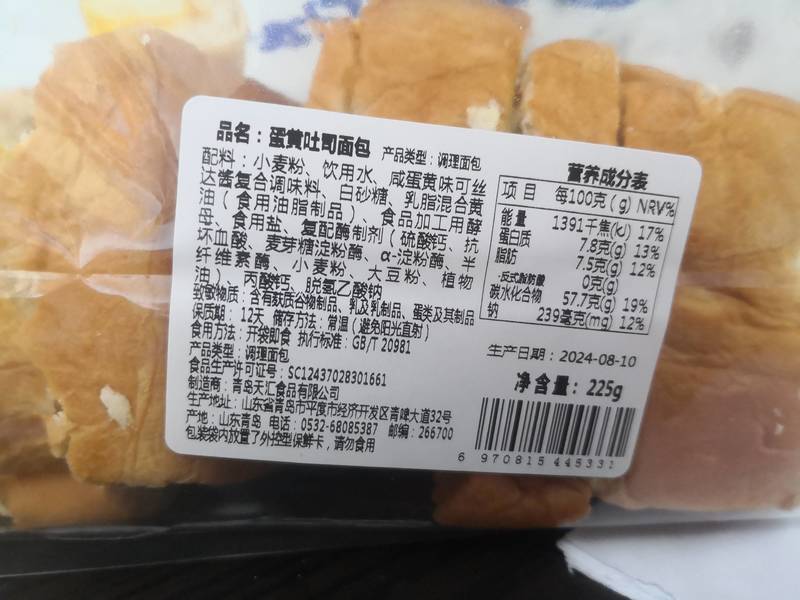 品名：蛋黄吐司面包 产品类型：调理面包
配料：小麦粉、饮用水、咸蛋黄味可丝
达酱复合调味料、白砂糖、乳脂混合黄
油（食用油脂制品）、食品加工用酵
母、食用盐、复配酶制剂（硫酸钙、抗
坏血酸、麦芽糖淀粉酶、α-淀粉酶、半
纤维素酶、小麦粉、大豆粉、植物
油）、丙酸钙、脱氢乙酸钠
致敏物质：含有麸质谷物制品、乳及乳制品、蛋类及其制品
保质期：12天 储存方法：常温（避免阳光直射）
食用方法：开袋即食 执行标准：GB/T 20981
产品类型：调理面包
食品生产许可证号：SC12437028301661
制造商：青岛天汇食品有限公司
生产地址：山东省青岛市平度市经济开发区青啤大道32号
产地：山东青岛 电话：0532-68085387 邮编：266700
包装袋内放置了外控型保鲜卡，请勿食用
营养成分表
项目 每100克(g) NRV%
能量 1391千焦(kJ) 17%
蛋白质 7.8克(g) 13%
脂肪 7.5克(g) 12%
-反式脂肪酸 0克(g)
碳水化合物 57.7克(g) 19%
钠 239毫克(mg) 12%
生产日期：2024-08-10
净含量：225g
6 970815 445331